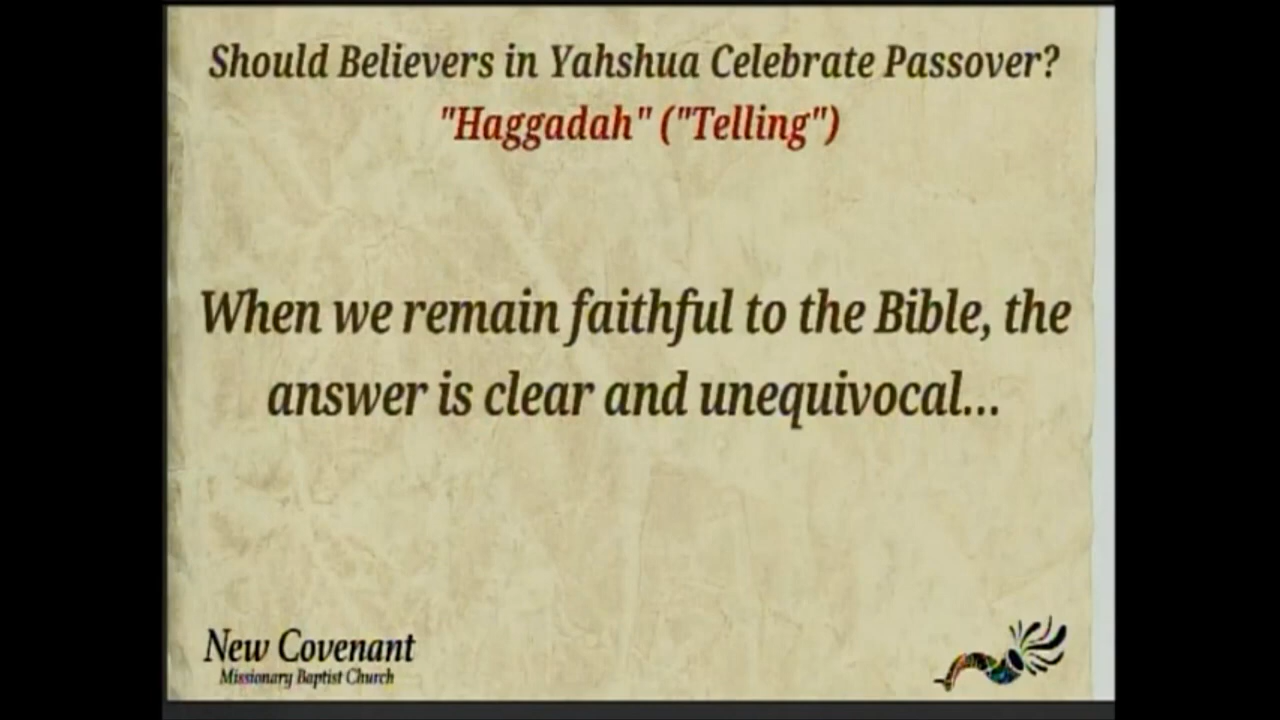 Should Believers in Yahshua Celebrate Passover?
"Haggadah" ("Telling")
When we remain faithful to the Bible, the
answer is clear and unequivocal...
New Covenant
Missionary Baptist Church